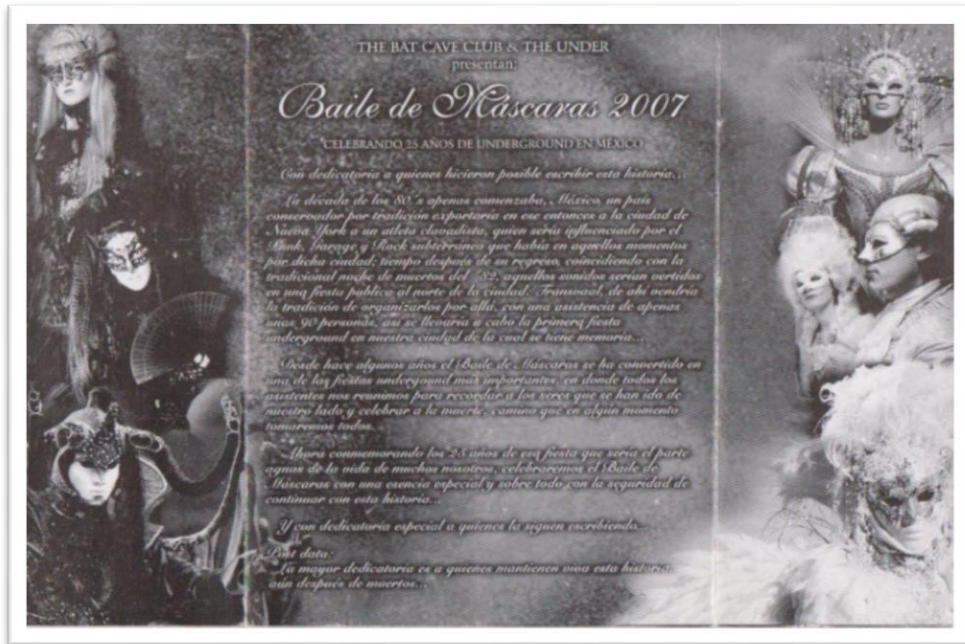 THE BAT CAVE CLUB & THE UNDER
presentan:
Baile de Máscaras 2007
CELEBRANDO 25 AÑOS DE UNDERGROUND EN MÉXICO
Con dedicatoria a quienes hicieron posible escribir esta historia...
La década de los 80's apenas comenzaba, México, un país
conservador por tradición exportaría en ese entonces a la ciudad de
Nueva York a un atleta clavadista, quien sería influenciado por el
Punk, Garage y Rock subterráneo que había en aquellos momentos
por dicha ciudad; tiempo después de su regreso, coincidiendo con la
tradicional noche de muertos del '82, aquellos sonidos serían vertidos
en una fiesta pública al norte de la ciudad: Transvaal, de ahí vendría
la tradición de organizarlos por allá, con una asistencia de apenas
unas 90 personas, así se llevaría a cabo la primera fiesta
underground en nuestra ciudad de la cual se tiene memoria...
Desde hace algunos años el Baile de Máscaras se ha convertido en
una de las fiestas undergound más importantes, en donde todos los
asistentes nos reunimos para recordar a los seres que se han ido de
nuestro lado y celebrar a la muerte, camino que en algún momento
tomaremos todos...
Ahora conmemorando los 25 años de esa fiesta que sería el parte
aguas de la vida de muchos nosotros, celebraremos el Baile de
Máscaras con una esencia especial y sobre todo con la seguridad de
continuar con esta historia...
Y con dedicatoria especial a quienes la siguen escribiendo...
Post data:
La mayor dedicatoria es a quienes mantienen viva esta historia,
aún después de muertos...